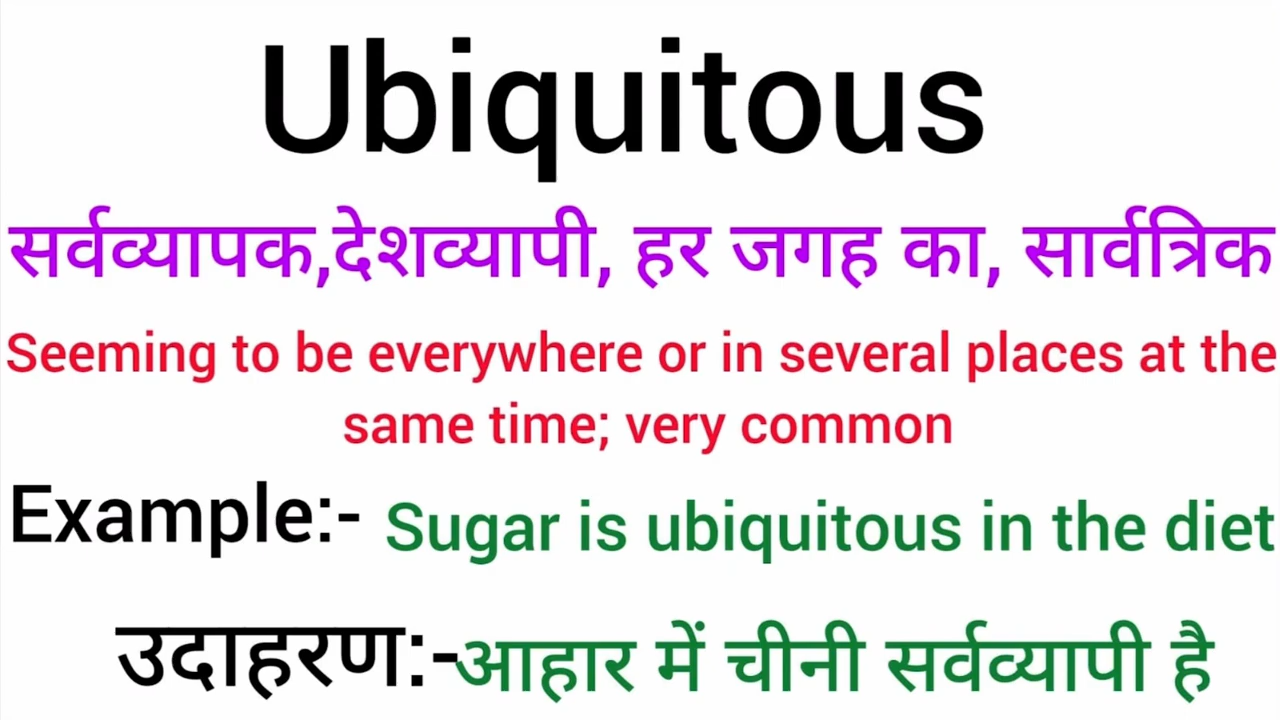 Ubiquitous
सर्वव्यापक,देशव्यापी, हर जगह का, सार्वत्रिक
Seeming to be everywhere or in several places at the
same time; very common
Example:- Sugar is ubiquitous in the diet
उदाहरण:-आहार में चीनी सर्वव्यापी है